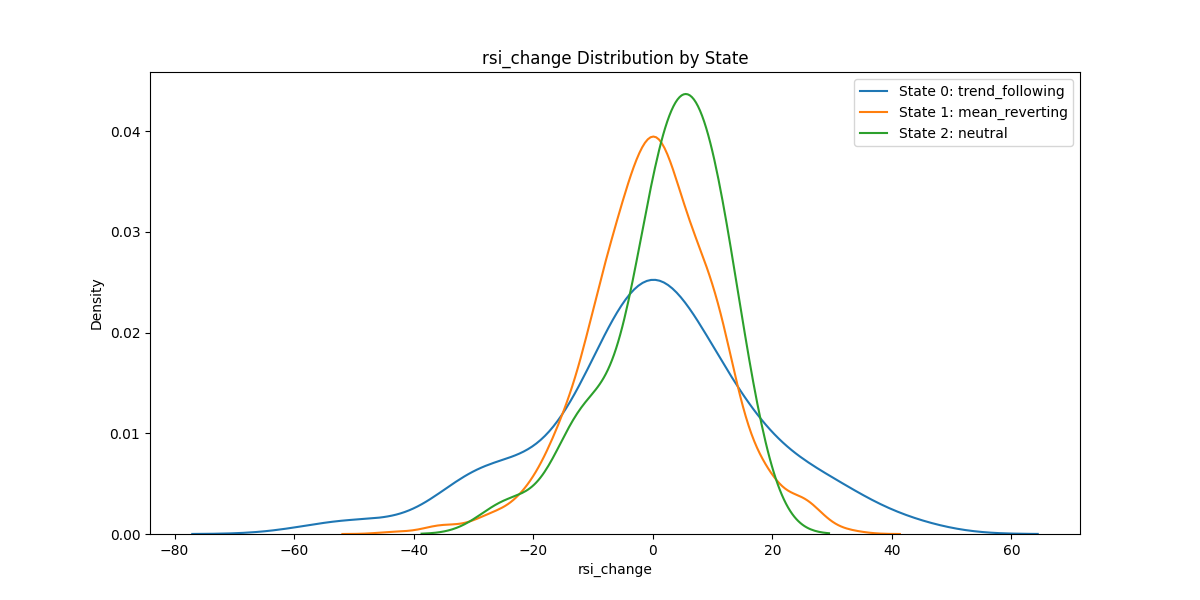 rsi_change Distribution by State
State 0: trend_following
State 1: mean_reverting
State 2: neutral
Density
0.04
0.03
0.02
0.01
0.00
−80
−60
−40
−20
0
20
40
60
rsi_change